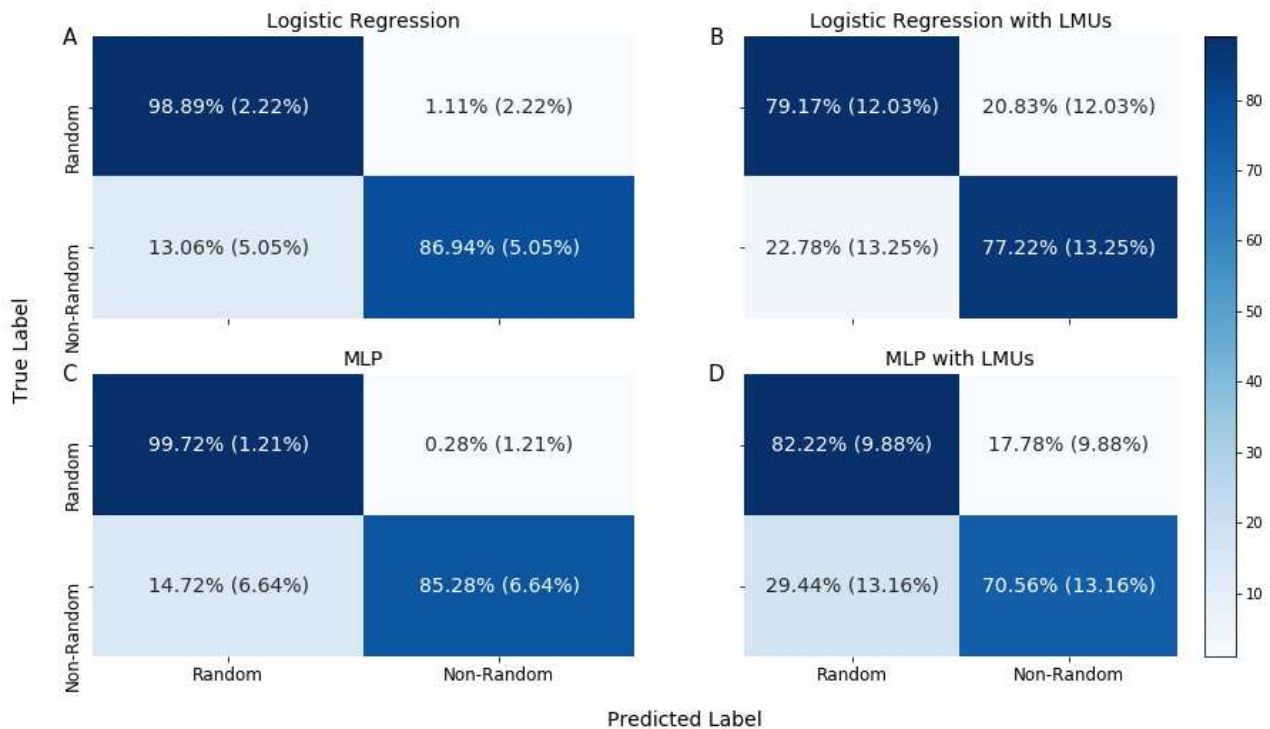 A
Logistic Regression
B
Logistic Regression with LMUs
True Label
Random
98.89% (2.22%)
1.11% (2.22%)
79.17% (12.03%)
20.83% (12.03%)
Non-Random
13.06% (5.05%)
86.94% (5.05%)
22.78% (13.25%)
77.22% (13.25%)
C
MLP
D
MLP with LMUs
Random
99.72% (1.21%)
0.28% (1.21%)
82.22% (9.88%)
17.78% (9.88%)
Non-Random
14.72% (6.64%)
85.28% (6.64%)
29.44% (13.16%)
70.56% (13.16%)
Random
Non-Random
Random
Non-Random
Predicted Label
80
70
60
50
40
30
20
10